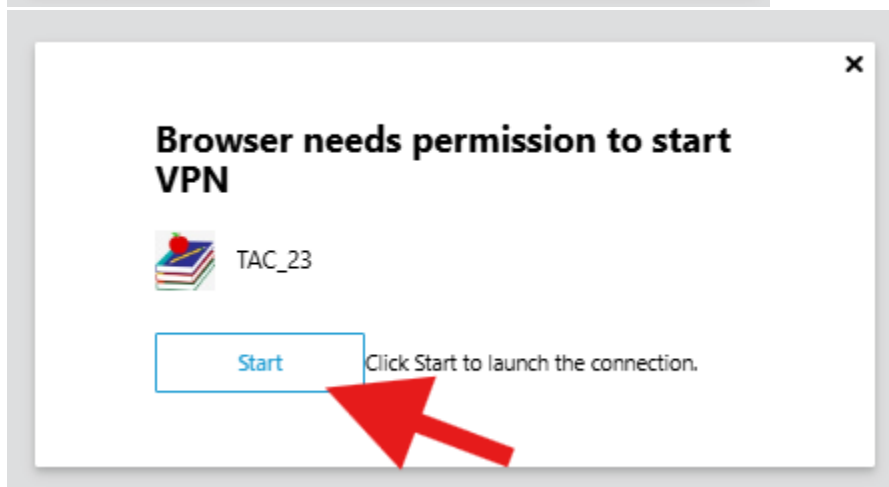 Browser needs permission to start
VPN
TAC_23
Start Click Start to launch the connection.